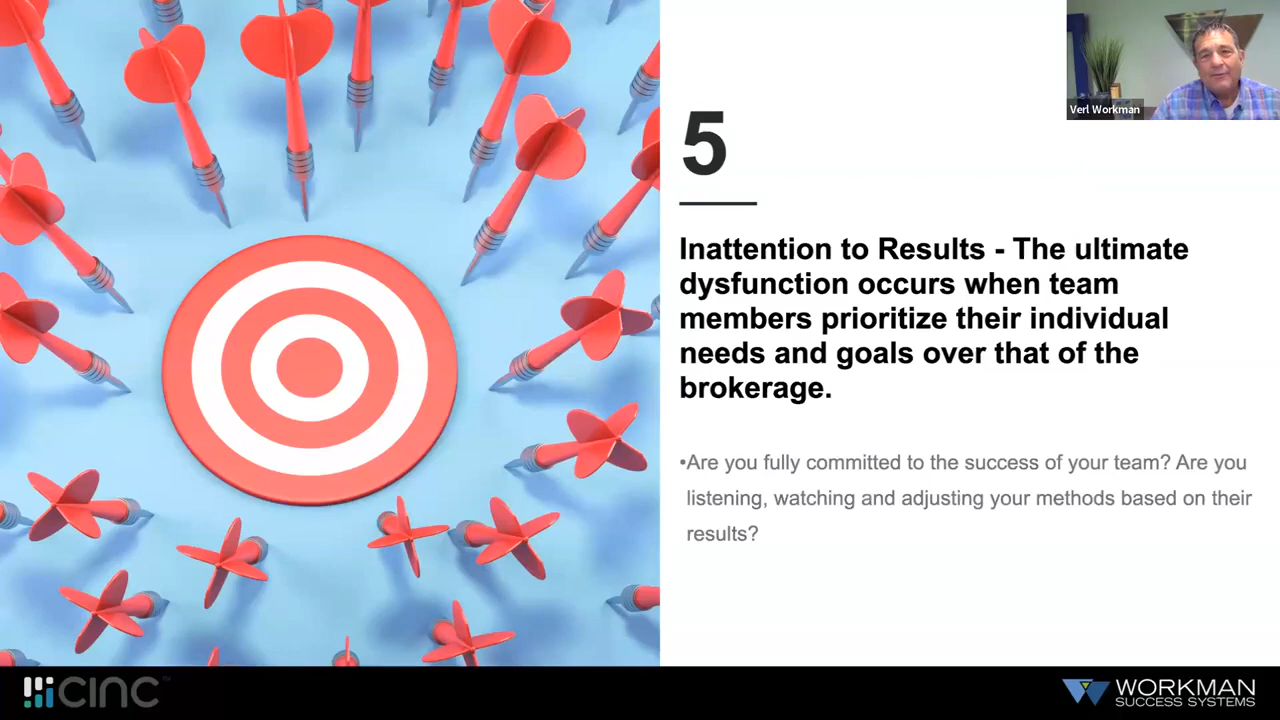 Verl Workman
5
Inattention to Results - The ultimate
dysfunction occurs when team
members prioritize their individual
needs and goals over that of the
brokerage.
•Are you fully committed to the success of your team? Are you
listening, watching and adjusting your methods based on their
results?
CINC™
WORKMAN
SUCCESS SYSTEMS